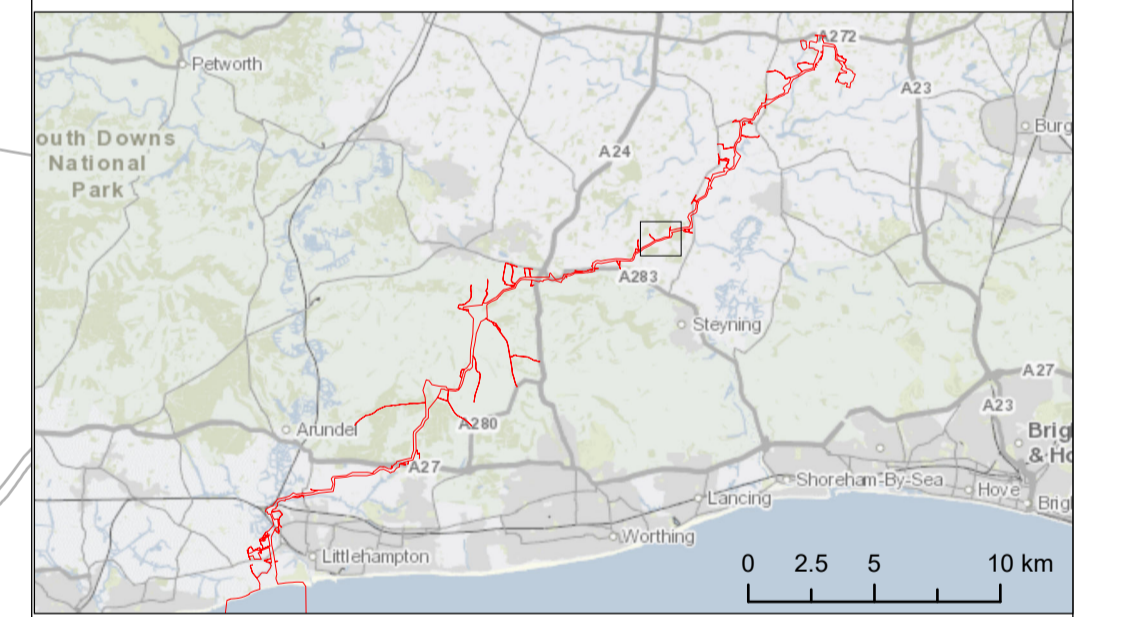 A272
Petworth
A23
Burg
outh Downs
National
Park
A24
A283
Steyning
A27
A23
Arundel
A280
Brig
& Ho
A27
Shoreham-By-Sea
Hove
Lancing
Brig
Worthing
Littlehampton
0 2.5 5 10 km